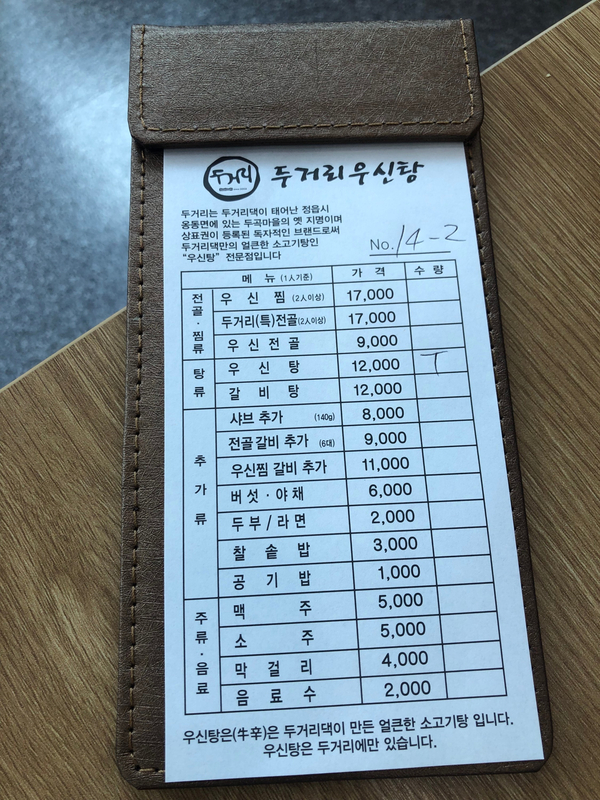 두거리 두거리우신탕
두거리는 두거리댁이 태어난 정읍시
옹동면에 있는 두곡마을의 옛 지명이며
상표권이 등록된 독자적인 브랜드로써
두거리댁만의 얼큰한 소고기탕인
"우신탕" 전문점입니다
No. 14-2
메 뉴 (1人기준) 가 격 수 량
전골·찜류 우 신 찜 (2人이상) 17,000
두거리(특)전골(2人이상) 17,000
우 신 전 골 9,000
탕류 우 신 탕 12,000 T
갈 비 탕 12,000
추가류 샤브 추가 (140g) 8,000
전골갈비 추가 (6대) 9,000
우신찜 갈비 추가 11,000
버섯 · 야채 6,000
두부 / 라면 2,000
찰 솥 밥 3,000
공 기 밥 1,000
주류·음료 맥 주 5,000
소 주 5,000
막 걸 리 4,000
음 료 수 2,000
우신탕은(牛辛)은 두거리댁이 만든 얼큰한 소고기탕 입니다.
우신탕은 두거리에만 있습니다.